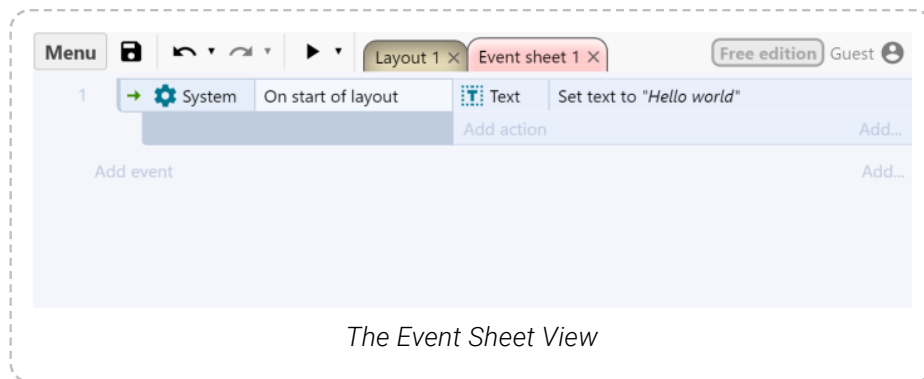 Menu Layout 1 Event sheet 1 Free edition Guest
1 System On start of layout Text Set text to "Hello world"
Add action Add...
Add event Add...
The Event Sheet View